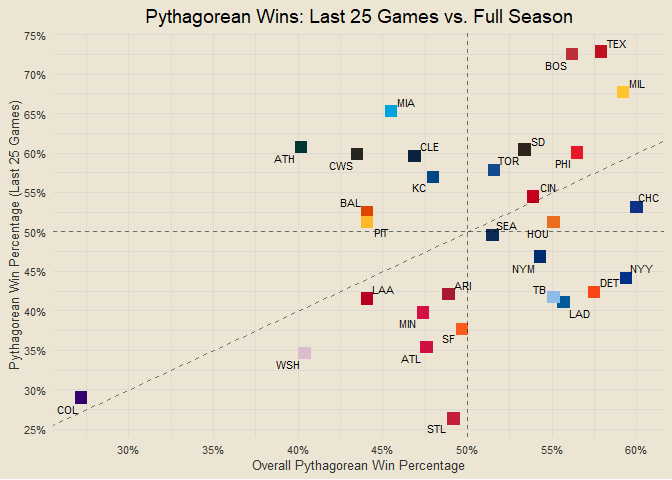 Pythagorean Wins: Last 25 Games vs. Full Season
75%
TEX
BOS
70%
MIL
MIA
65%
Pythagorean Win Percentage (Last 25 Games)
60%
ATH
CWS
CLE
SD
TOR
PHI
KC
CIN
55%
CHC
BAL
PIT
SEA
HOU
50%
NYM
NYY
45%
LAA
ARI
TB
DET
LAD
40%
MIN
SF
ATL
35%
WSH
30%
COL
STL
25%
30%
35%
40%
45%
50%
55%
60%
Overall Pythagorean Win Percentage